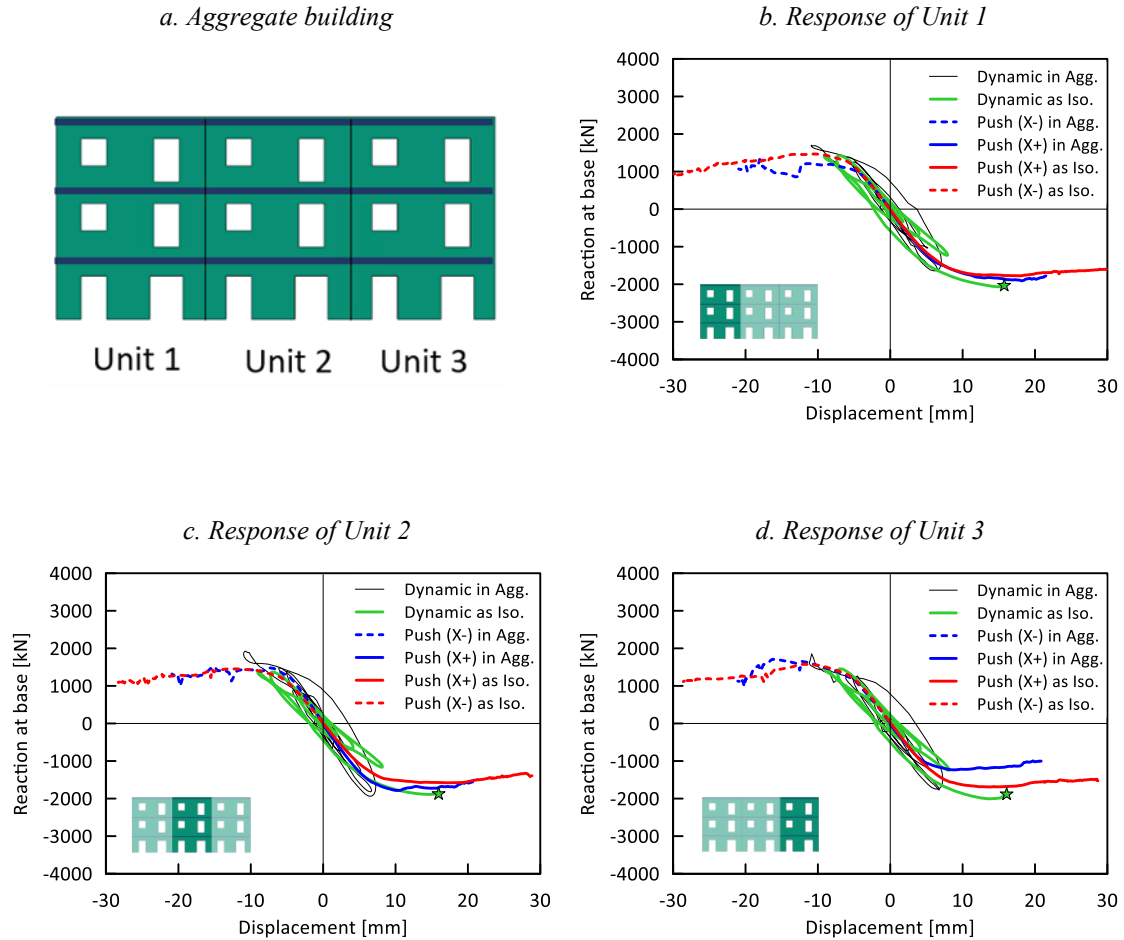 a. Aggregate building
Unit 1 Unit 2 Unit 3
b. Response of Unit 1
Reaction at base [kN]
4000
3000
2000
1000
0
-1000
-2000
-3000
-4000
Dynamic in Agg.
Dynamic as Iso.
Push (X-) in Agg.
Push (X+) in Agg.
Push (X+) as Iso.
Push (X-) as Iso.
-30 -20 -10 0 10 20 30
Displacement [mm]
c. Response of Unit 2
Reaction at base [kN]
4000
3000
2000
1000
0
-1000
-2000
-3000
-4000
Dynamic in Agg.
Dynamic as Iso.
Push (X-) in Agg.
Push (X+) in Agg.
Push (X+) as Iso.
Push (X-) as Iso.
-30 -20 -10 0 10 20 30
Displacement [mm]
d. Response of Unit 3
Reaction at base [kN]
4000
3000
2000
1000
0
-1000
-2000
-3000
-4000
Dynamic in Agg.
Dynamic as Iso.
Push (X-) in Agg.
Push (X+) in Agg.
Push (X+) as Iso.
Push (X-) as Iso.
-30 -20 -10 0 10 20 30
Displacement [mm]